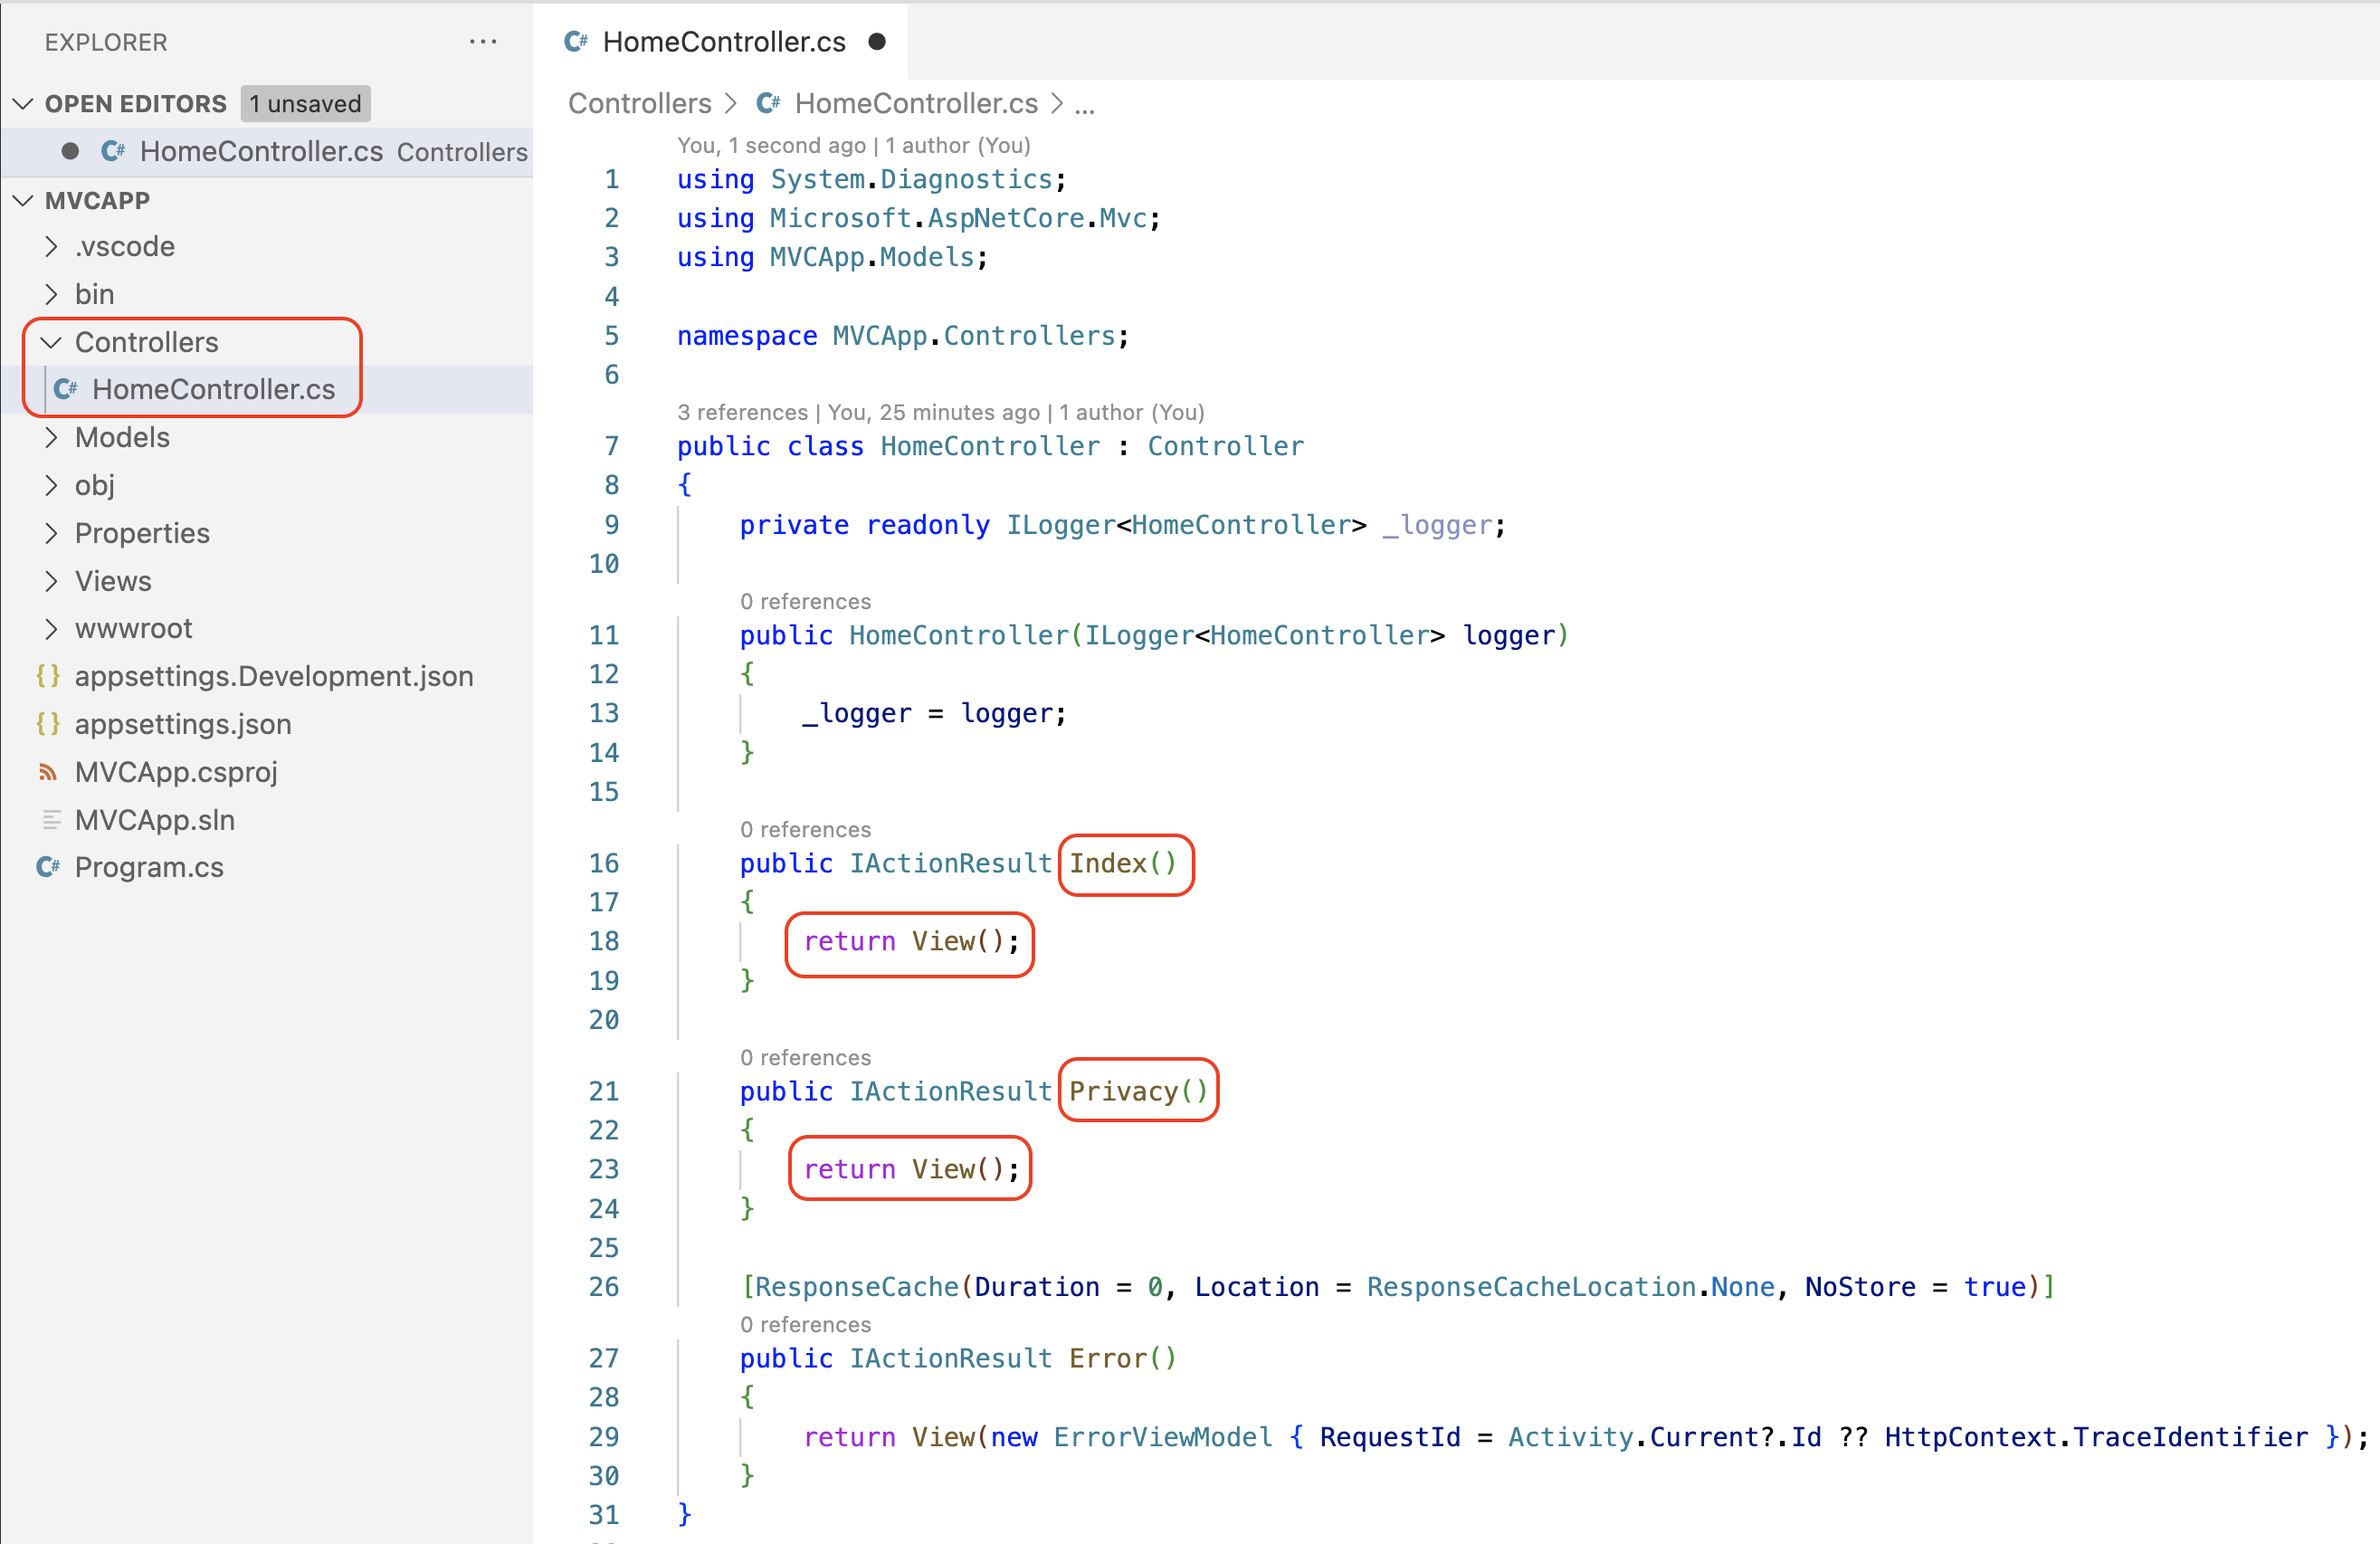 EXPLORER ...
OPEN EDITORS 1 unsaved
HomeController.cs Controllers
MVCAPP
.vscode
bin
Controllers
HomeController.cs
Models
obj
Properties
Views
wwwroot
appsettings.Development.json
appsettings.json
MVCApp.csproj
MVCApp.sln
Program.cs
HomeController.cs
Controllers > HomeController.cs > ...
You, 1 second ago | 1 author (You)
1 using System.Diagnostics;
2 using Microsoft.AspNetCore.Mvc;
3 using MVCApp.Models;
4
5 namespace MVCApp.Controllers;
6
3 references | You, 25 minutes ago | 1 author (You)
7 public class HomeController : Controller
8 {
9 private readonly ILogger<HomeController> _logger;
10
0 references
11 public HomeController(ILogger<HomeController> logger)
12 {
13 _logger = logger;
14 }
15
0 references
16 public IActionResult Index()
17 {
18 return View();
19 }
20
0 references
21 public IActionResult Privacy()
22 {
23 return View();
24 }
25
26 [ResponseCache(Duration = 0, Location = ResponseCacheLocation.None, NoStore = true)]
0 references
27 public IActionResult Error()
28 {
29 return View(new ErrorViewModel { RequestId = Activity.Current?.Id ?? HttpContext.TraceIdentifier });
30 }
31 }